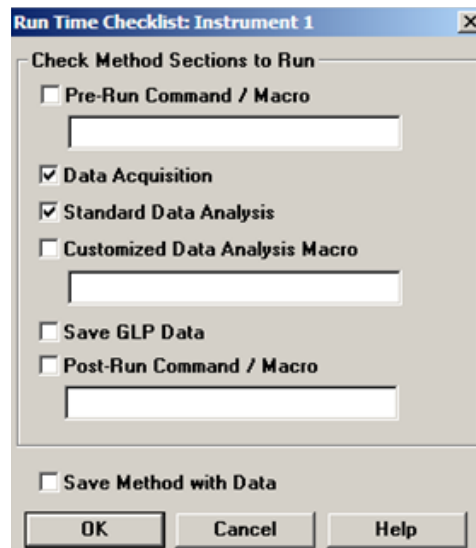 Run Time Checklist: Instrument 1
Check Method Sections to Run
Pre-Run Command / Macro
Data Acquisition
Standard Data Analysis
Customized Data Analysis Macro
Save GLP Data
Post-Run Command / Macro
Save Method with Data
OK Cancel Help